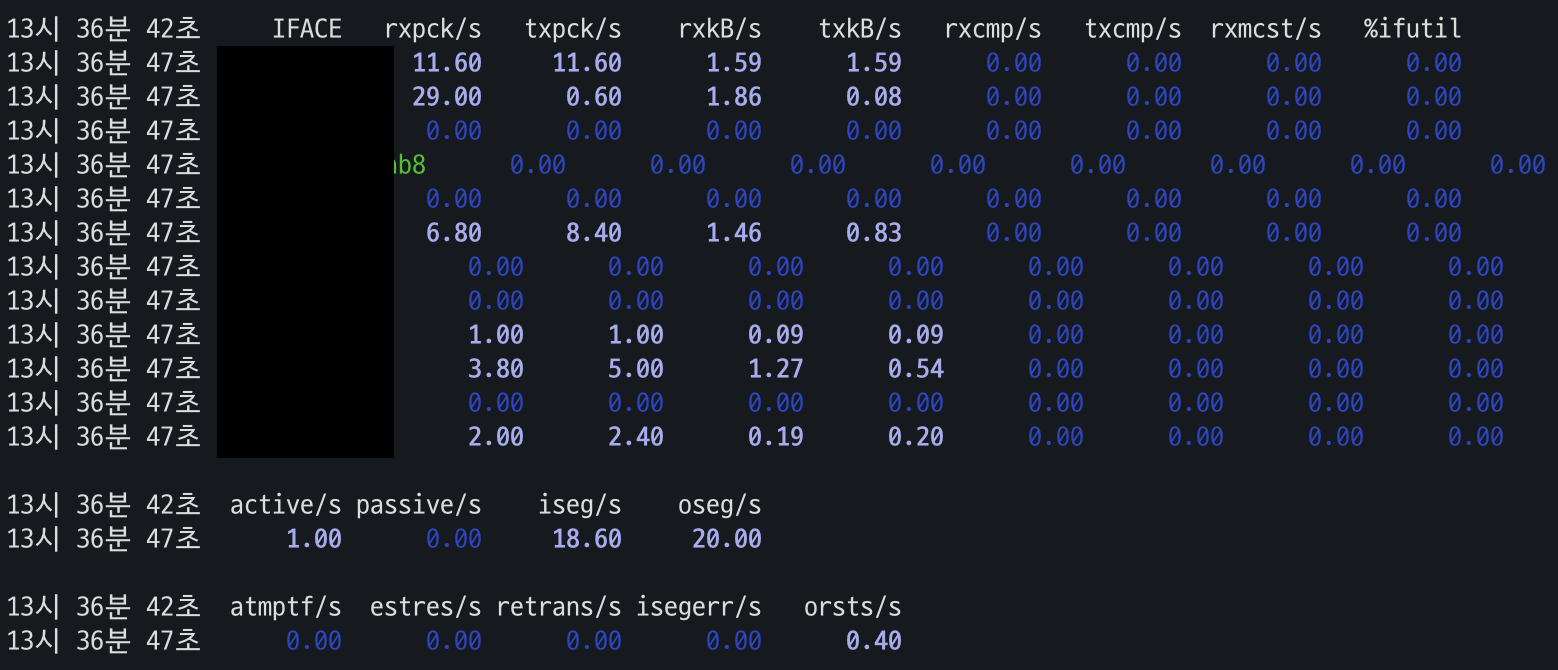 13시 36분 42초 IFACE rxpck/s txpck/s rxkB/s txkB/s rxcmp/s txcmp/s rxmcst/s %ifutil
13시 36분 47초 11.60 11.60 1.59 1.59 0.00 0.00 0.00 0.00
13시 36분 47초 29.00 0.60 1.86 0.08 0.00 0.00 0.00 0.00
13시 36분 47초 0.00 0.00 0.00 0.00 0.00 0.00 0.00 0.00
13시 36분 47초 b8 0.00 0.00 0.00 0.00 0.00 0.00 0.00 0.00
13시 36분 47초 0.00 0.00 0.00 0.00 0.00 0.00 0.00 0.00
13시 36분 47초 6.80 8.40 1.46 0.83 0.00 0.00 0.00 0.00
13시 36분 47초 0.00 0.00 0.00 0.00 0.00 0.00 0.00 0.00
13시 36분 47초 0.00 0.00 0.00 0.00 0.00 0.00 0.00 0.00
13시 36분 47초 1.00 1.00 0.09 0.09 0.00 0.00 0.00 0.00
13시 36분 47초 3.80 5.00 1.27 0.54 0.00 0.00 0.00 0.00
13시 36분 47초 0.00 0.00 0.00 0.00 0.00 0.00 0.00 0.00
13시 36분 47초 2.00 2.40 0.19 0.20 0.00 0.00 0.00 0.00
13시 36분 42초 active/s passive/s iseg/s oseg/s
13시 36분 47초 1.00 0.00 18.60 20.00
13시 36분 42초 atmptf/s estres/s retrans/s isegerr/s orsts/s
13시 36분 47초 0.00 0.00 0.00 0.00 0.40